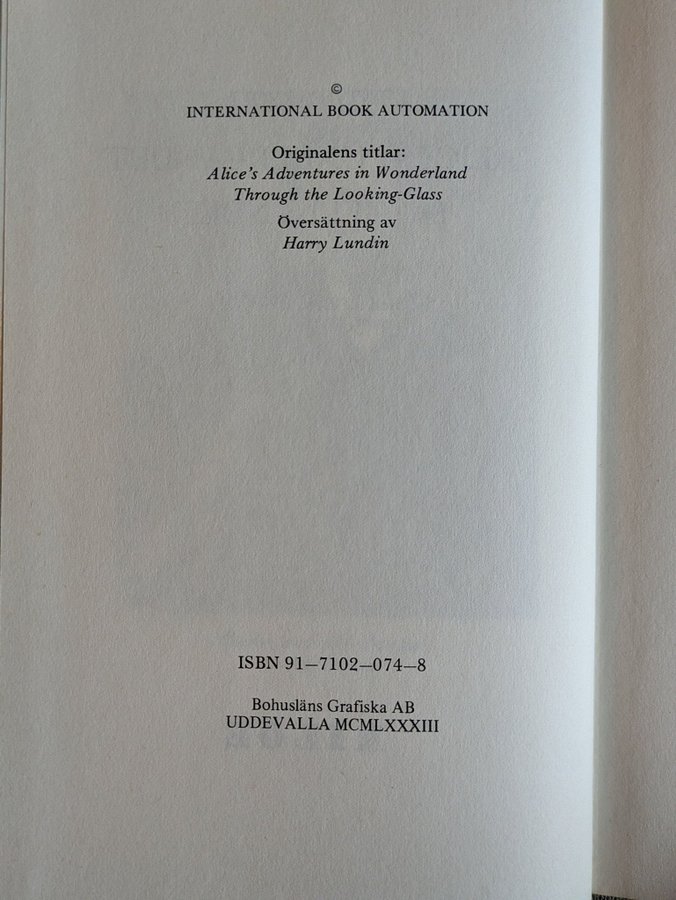 ©
INTERNATIONAL BOOK AUTOMATION
Originalens titlar:
Alice's Adventures in Wonderland
Through the Looking-Glass
Översättning av
Harry Lundin
ISBN 91–7102–074–8
Bohusläns Grafiska AB
UDDEVALLA MCMLXXXIII